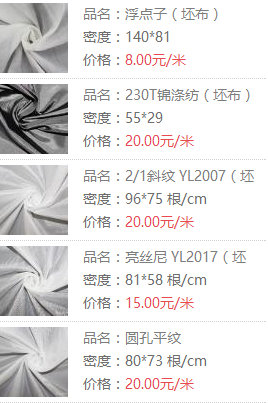 品名：浮点子（坯布）
密度：140*81
价格：8.00元/米
品名：230T锦涤纺（坯布）
密度：55*29
价格：20.00元/米
品名：2/1斜纹 YL2007（坯
密度：96*75 根/cm
价格：20.00元/米
品名：亮丝尼 YL2017（坯
密度：81*58 根/cm
价格：15.00元/米
品名：圆孔平纹
密度：80*73 根/cm
价格：20.00元/米